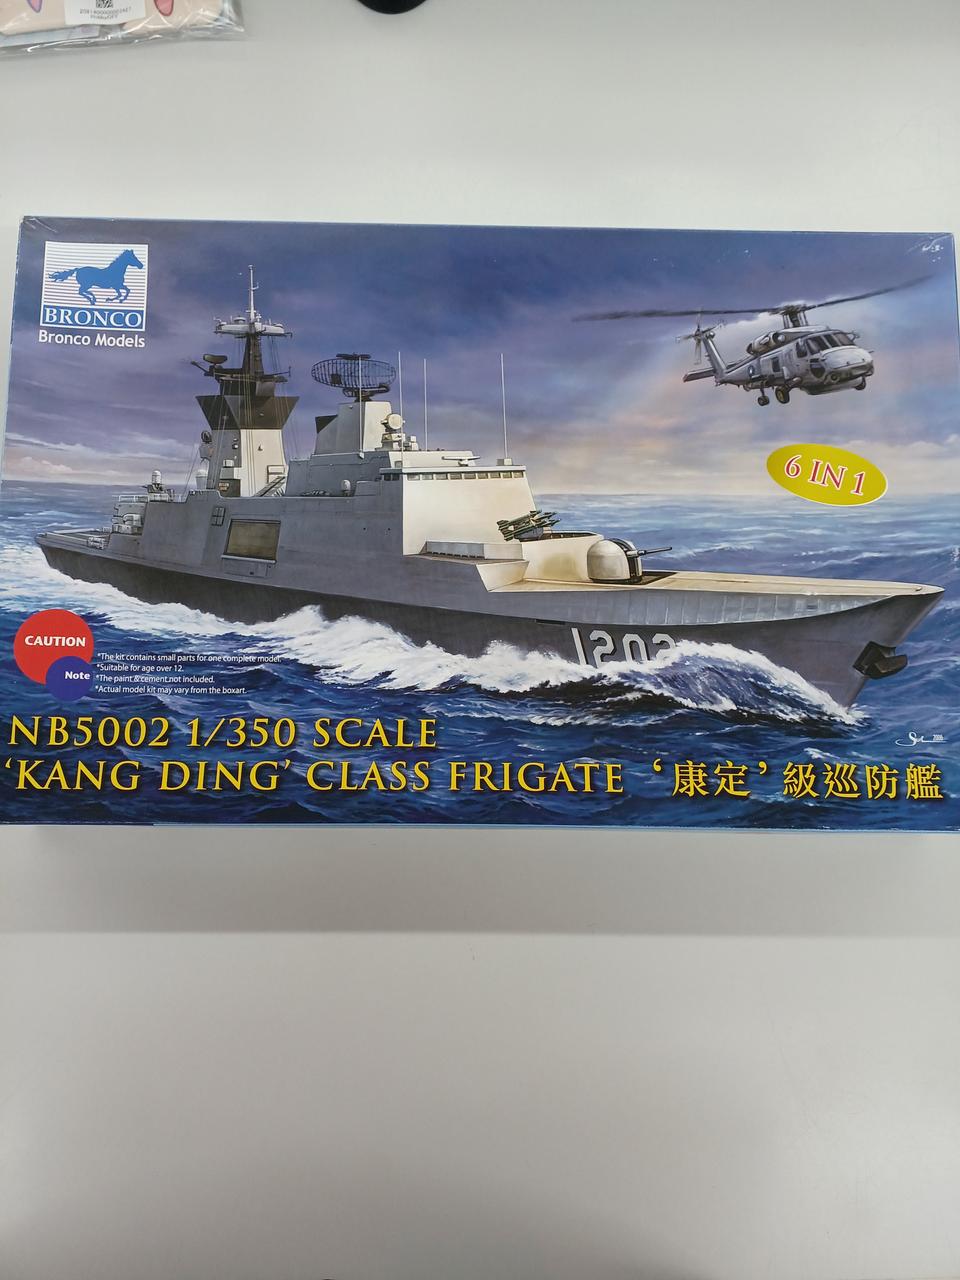 BRONCO
Bronco Models
6 IN 1
1202
CAUTION
Note
*The kit contains small parts for one complete model.
*Suitable for age over 12.
*The paint & cement not included.
*Actual model kit may vary from the boxart.
2006
NB5002 1/350 SCALE
‘KANG DING’ CLASS FRIGATE ‘康定’級巡防艦